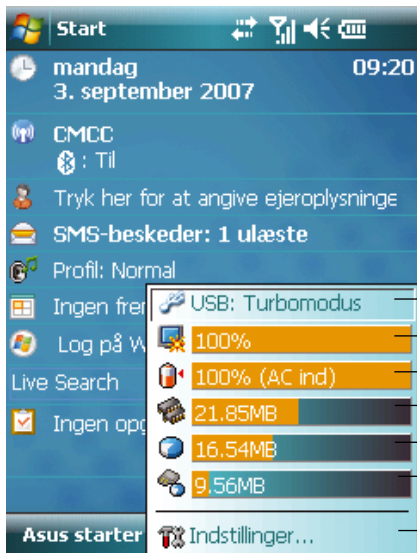 Start
mandag 09:20
3. september 2007
CMCC
: Til
Tryk her for at angive ejeroplysninge
SMS-beskeder: 1 ulæste
Profil: Normal
Ingen frer
USB: Turbomodus
100%
Log på W
100% (AC ind)
Live Search
21.85MB
Ingen opg
16.54MB
9.56MB
Asus starter
Indstillinger...